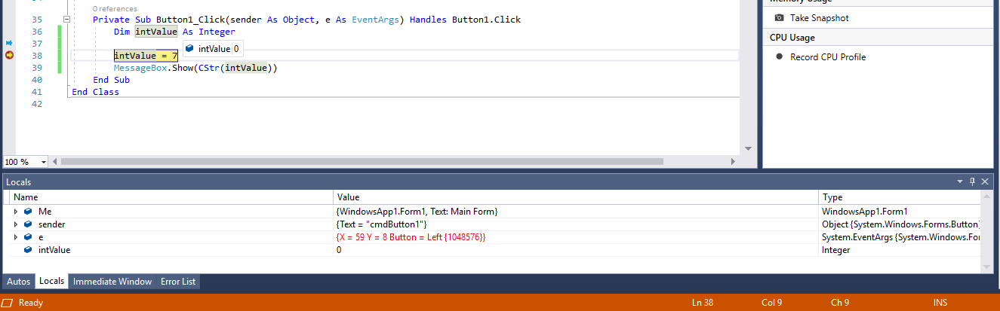 Memory Usage
0 references
35 Private Sub Button1_Click(sender As Object, e As EventArgs) Handles Button1.Click
36 Dim intValue As Integer
37
38 intValue = 7
intValue 0
39 MessageBox.Show(CStr(intValue))
40 End Sub
41 End Class
42
100 %
Take Snapshot
CPU Usage
Record CPU Profile
Locals
Name Value Type
Me {WindowsApp1.Form1, Text: Main Form} WindowsApp1.Form1
sender {Text = "cmdButton1"} Object {System.Windows.Forms.Button}
e {X = 59 Y = 8 Button = Left {1048576}} System.EventArgs {System.Windows.For
intValue 0 Integer
Autos Locals Immediate Window Error List
Ready Ln 38 Col 9 Ch 9 INS